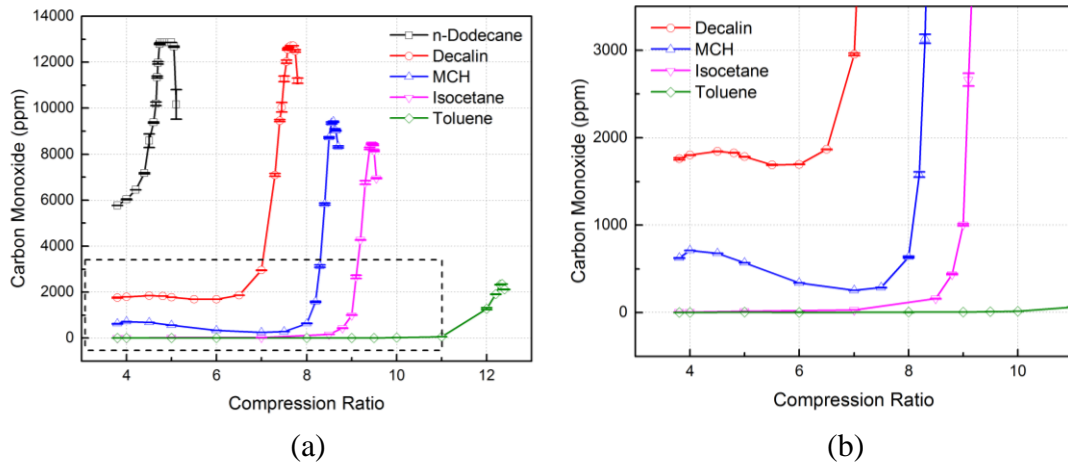 14000
12000
10000
8000
6000
4000
2000
0
Carbon Monoxide (ppm)
n-Dodecane
Decalin
MCH
Isocetane
Toluene
4 6 8 10 12
Compression Ratio
(a)
3000
2000
1000
0
Carbon Monoxide (ppm)
Decalin
MCH
Isocetane
Toluene
4 6 8 10
Compression Ratio
(b)